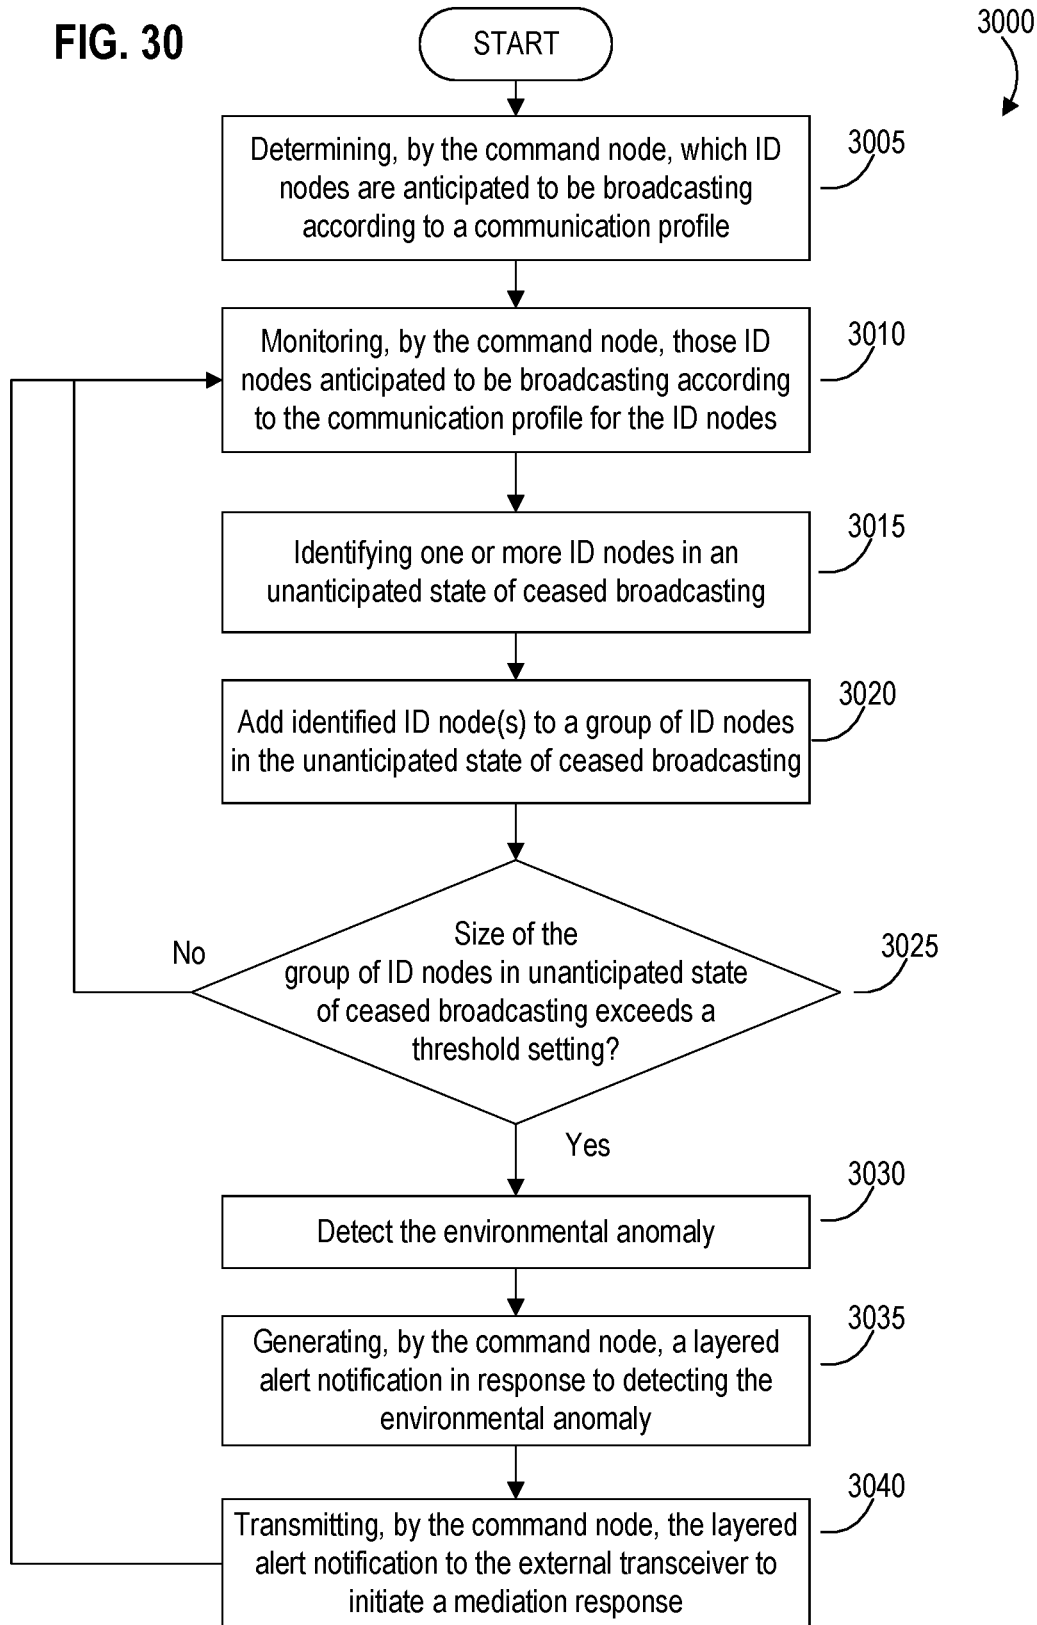 FIG. 30
START
3000
Determining, by the command node, which ID
nodes are anticipated to be broadcasting
according to a communication profile
3005
Monitoring, by the command node, those ID
nodes anticipated to be broadcasting according
to the communication profile for the ID nodes
3010
Identifying one or more ID nodes in an
unanticipated state of ceased broadcasting
3015
Add identified ID node(s) to a group of ID nodes
in the unanticipated state of ceased broadcasting
3020
Size of the
group of ID nodes in unanticipated state
of ceased broadcasting exceeds a
threshold setting?
3025
No
Yes
Detect the environmental anomaly
3030
Generating, by the command node, a layered
alert notification in response to detecting the
environmental anomaly
3035
Transmitting, by the command node, the layered
alert notification to the external transceiver to
initiate a mediation response
3040